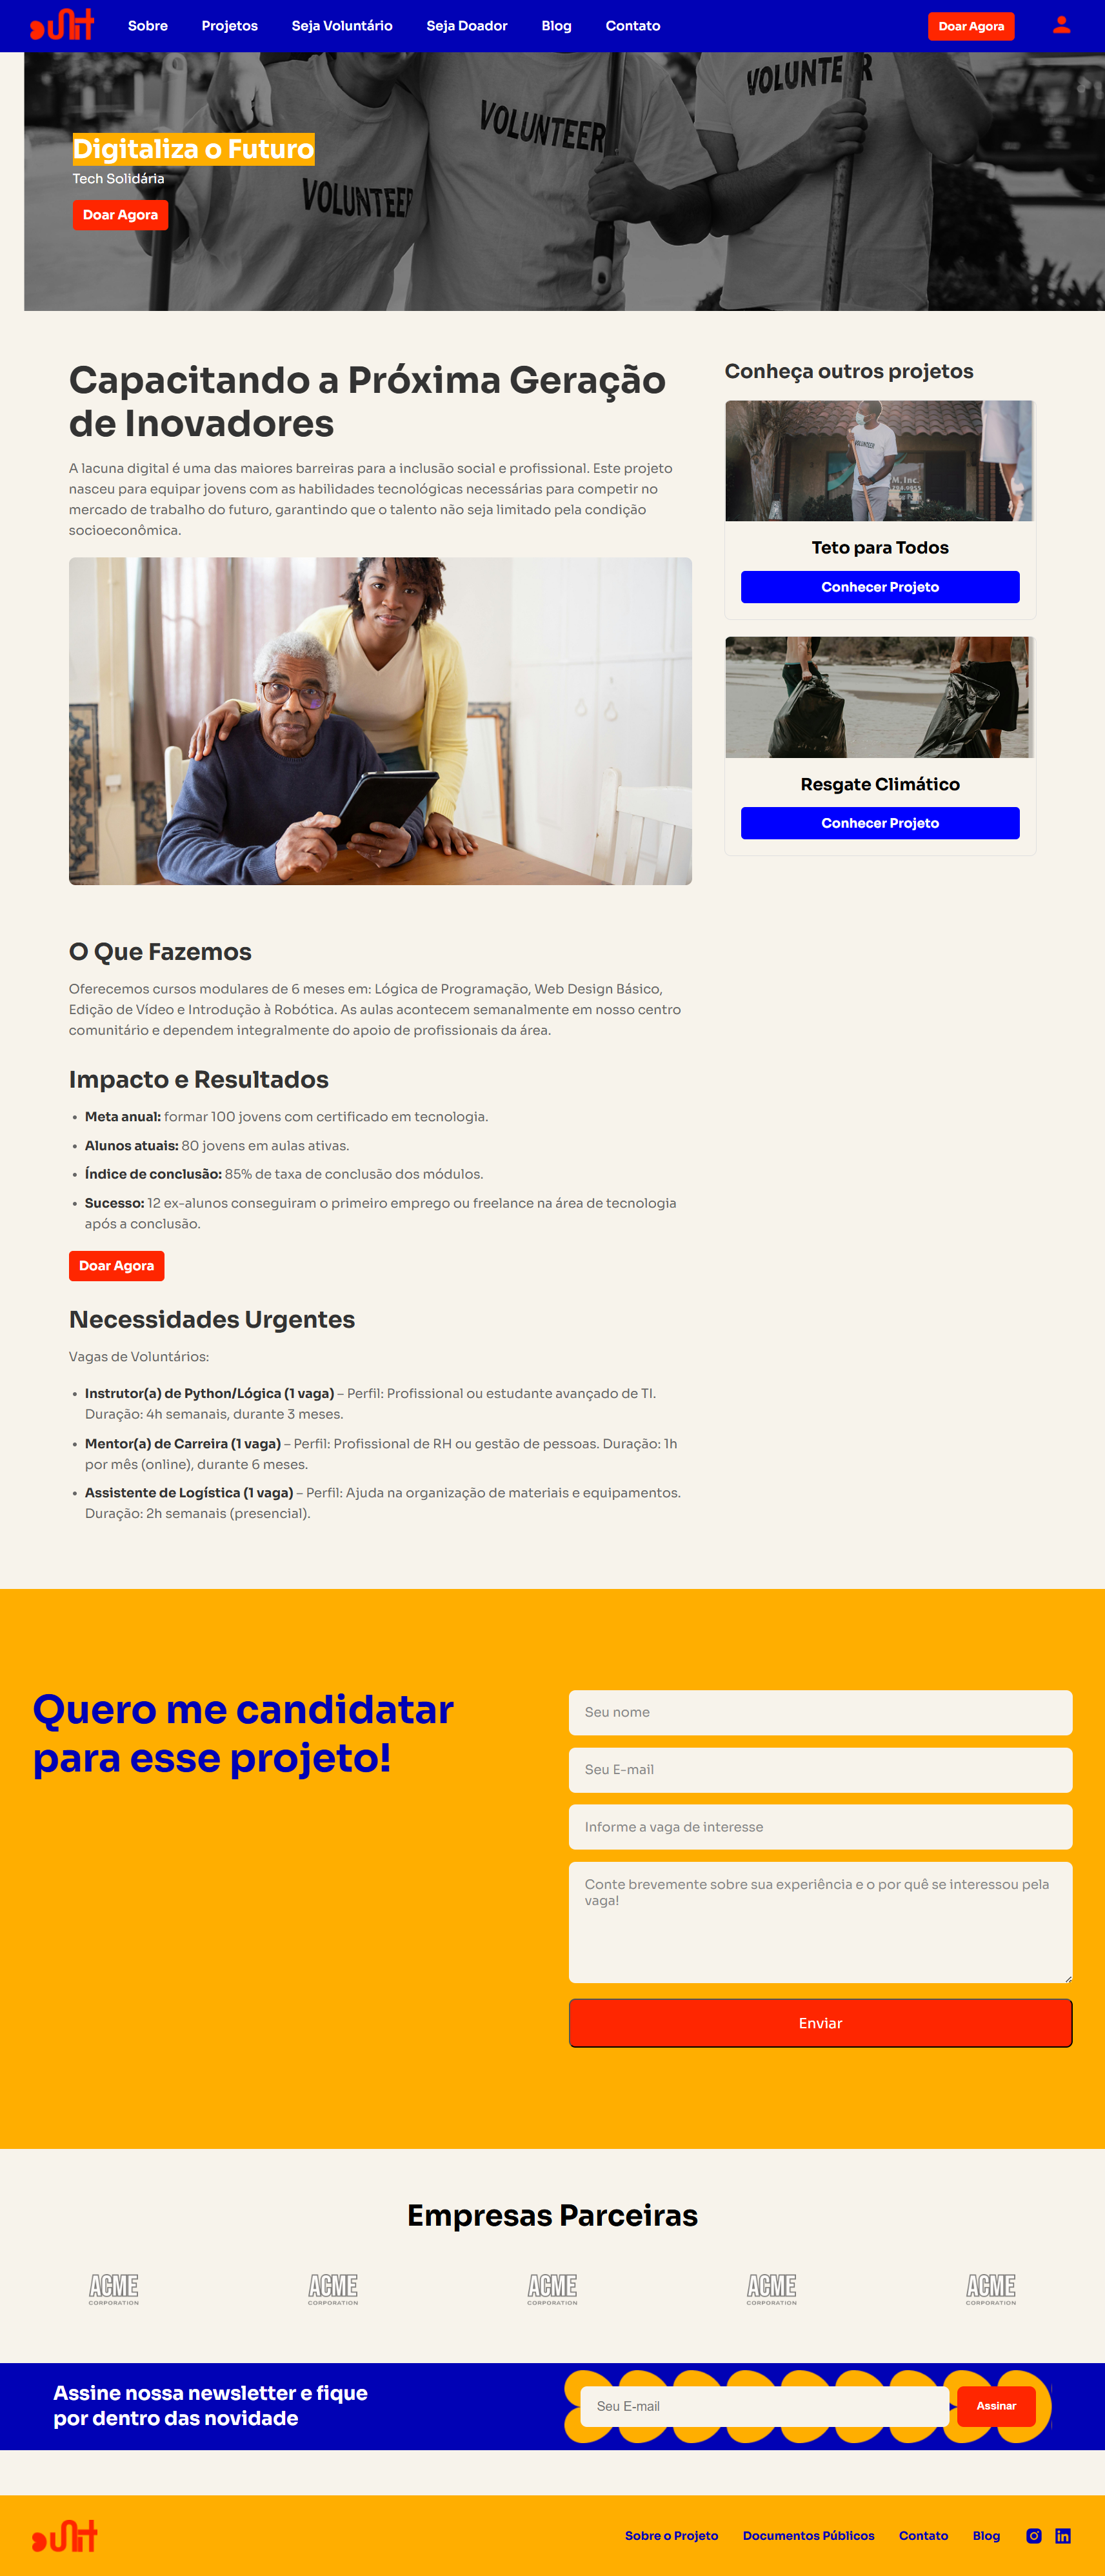 Sobre
Projetos
Seja Voluntário
Seja Doador
Blog
Contato
Doar Agora
VOLUNTEER
VOLUNTEER
VOLUNTEER
Digitaliza o Futuro
Tech Solidária
Doar Agora
Capacitando a Próxima Geração
de Inovadores
A lacuna digital é uma das maiores barreiras para a inclusão social e profissional. Este projeto
nasceu para equipar jovens com as habilidades tecnológicas necessárias para competir no
mercado de trabalho do futuro, garantindo que o talento não seja limitado pela condição
socioeconômica.
Conheça outros projetos
VOLUNTEER
Teto para Todos
Conhecer Projeto
Resgate Climático
Conhecer Projeto
O Que Fazemos
Oferecemos cursos modulares de 6 meses em: Lógica de Programação, Web Design Básico,
Edição de Vídeo e Introdução à Robótica. As aulas acontecem semanalmente em nosso centro
comunitário e dependem integralmente do apoio de profissionais da área.
Impacto e Resultados
• Meta anual: formar 100 jovens com certificado em tecnologia.
• Alunos atuais: 80 jovens em aulas ativas.
• Índice de conclusão: 85% de taxa de conclusão dos módulos.
• Sucesso: 12 ex-alunos conseguiram o primeiro emprego ou freelance na área de tecnologia
após a conclusão.
Doar Agora
Necessidades Urgentes
Vagas de Voluntários:
• Instrutor(a) de Python/Lógica (1 vaga) – Perfil: Profissional ou estudante avançado de TI.
Duração: 4h semanais, durante 3 meses.
• Mentor(a) de Carreira (1 vaga) – Perfil: Profissional de RH ou gestão de pessoas. Duração: 1h
por mês (online), durante 6 meses.
• Assistente de Logística (1 vaga) – Perfil: Ajuda na organização de materiais e equipamentos.
Duração: 2h semanais (presencial).
Quero me candidatar
para esse projeto!
Seu nome
Seu E-mail
Informe a vaga de interesse
Conte brevemente sobre sua experiência e o por quê se interessou pela
vaga!
Enviar
Empresas Parceiras
ACME
CORPORATION
ACME
CORPORATION
ACME
CORPORATION
ACME
CORPORATION
ACME
CORPORATION
Assine nossa newsletter e fique
por dentro das novidade
Seu E-mail
Assinar
Sobre o Projeto
Documentos Públicos
Contato
Blog